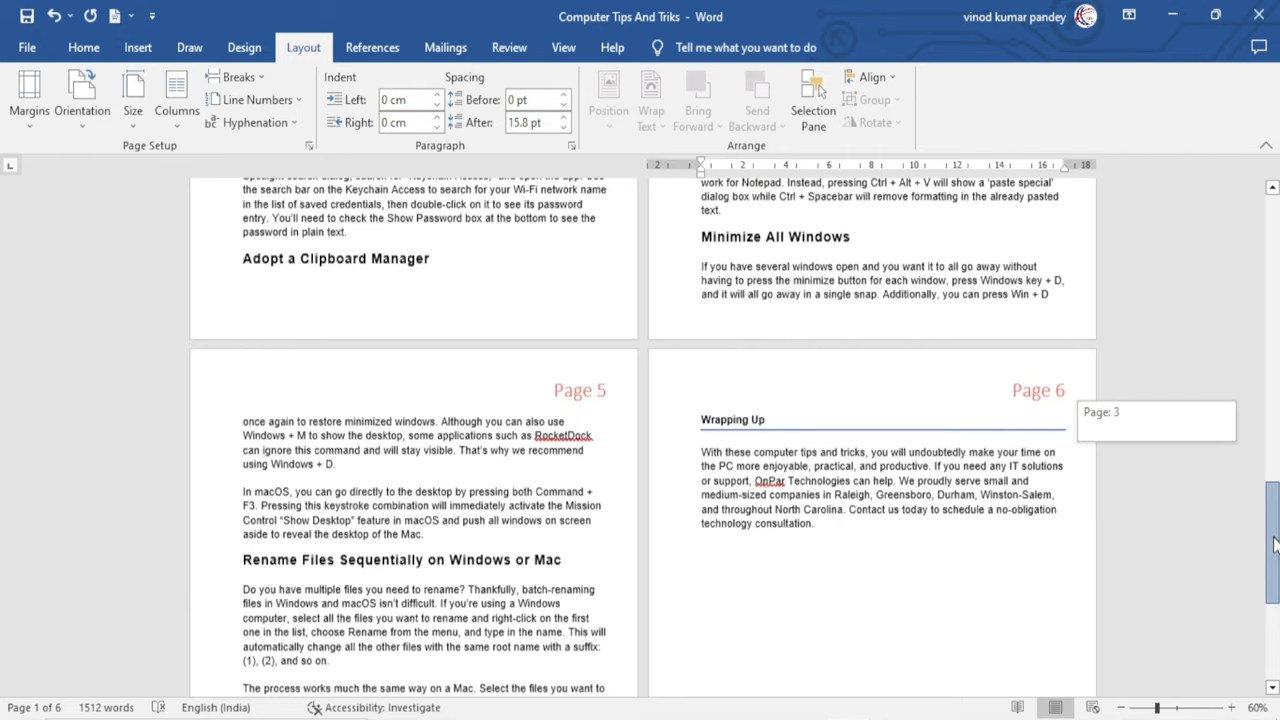 Computer Tips And Triks - Word
vinod kumar pandey
File Home Insert Draw Design Layout References Mailings Review View Help Tell me what you want to do
Margins
Orientation
Size
Columns
Breaks
Line Numbers
Hyphenation
Page Setup
Indent
Left: 0 cm
Right: 0 cm
Spacing
Before: 0 pt
After: 15.8 pt
Paragraph
Position
Wrap
Text
Bring
Forward
Send
Backward
Selection
Pane
Align
Group
Rotate
Arrange
2 2 4 6 8 10 12 14 16 18
the search bar on the Keychain Access to search for your Wi-Fi network name
in the list of saved credentials, then double-click on it to see its password
entry. You'll need to check the Show Password box at the bottom to see the
password in plain text.
Adopt a Clipboard Manager
work for Notepad. Instead, pressing Ctrl + Alt + V will show a 'paste special'
dialog box while Ctrl + Spacebar will remove formatting in the already pasted
text.
Minimize All Windows
If you have several windows open and you want it to all go away without
having to press the minimize button for each window, press Windows key + D,
and it will all go away in a single snap. Additionally, you can press Win + D
Page 5
once again to restore minimized windows. Although you can also use
Windows + M to show the desktop, some applications such as RocketDock
can ignore this command and will stay visible. That's why we recommend
using Windows + D.
In macOS, you can go directly to the desktop by pressing both Command +
F3. Pressing this keystroke combination will immediately activate the Mission
Control "Show Desktop" feature in macOS and push all windows on screen
aside to reveal the desktop of the Mac.
Rename Files Sequentially on Windows or Mac
Do you have multiple files you need to rename? Thankfully, batch-renaming
files in Windows and macOS isn't difficult. If you're using a Windows
computer, select all the files you want to rename and right-click on the first
one in the list, choose Rename from the menu, and type in the name. This will
automatically change all the other files with the same root name with a suffix:
(1), (2), and so on.
The process works much the same way on a Mac. Select the files you want to
Page 6
Wrapping Up
With these computer tips and tricks, you will undoubtedly make your time on
the PC more enjoyable, practical, and productive. If you need any IT solutions
or support, OnPar Technologies can help. We proudly serve small and
medium-sized companies in Raleigh, Greensboro, Durham, Winston-Salem,
and throughout North Carolina. Contact us today to schedule a no-obligation
technology consultation.
Page: 3
Page 1 of 6 1512 words English (India) Accessibility: Investigate 60%